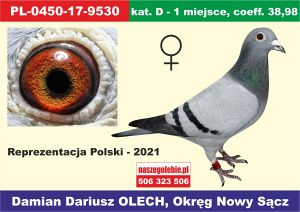 PL-0450-17-9530
kat. D - 1 miejsce, coeff. 38,98
Reprezentacja Polski - 2021
naszegolebie.pl
506 323 506
Damian Dariusz OLECH, Okręg Nowy Sącz